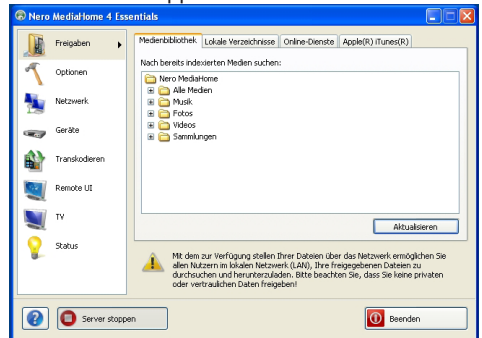 Nero MediaHome 4 Essentials
Freigaben
Optionen
Netzwerk
Geräte
Transkodieren
Remote UI
TV
Status
Medienbibliothek
Lokale Verzeichnisse
Online-Dienste
Apple(R) iTunes(R)
Nach bereits indexierten Medien suchen:
Nero MediaHome
Alle Medien
Musik
Fotos
Videos
Sammlungen
Aktualisieren
Mit dem zur Verfügung stellen Ihrer Dateien über das Netzwerk ermöglichen Sie
allen Nutzern im lokalen Netzwerk (LAN), Ihre freigegebenen Dateien zu
durchsuchen und herunterzuladen. Bitte beachten Sie, dass Sie keine privaten
oder vertraulichen Daten freigeben!
Server stoppen
Beenden